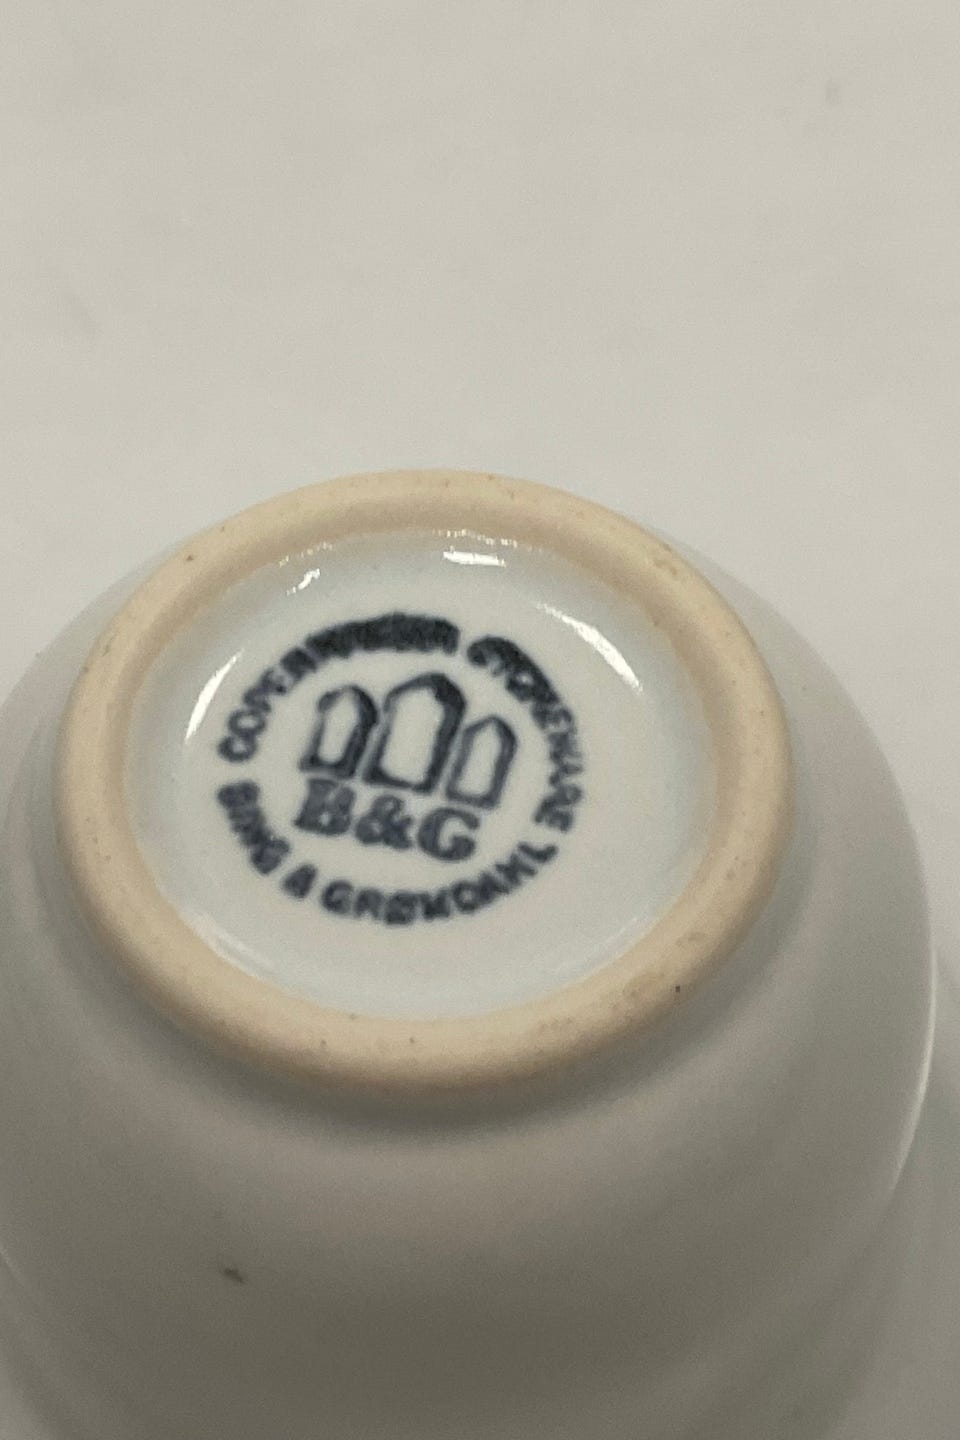 COPENHAGEN STONEWARE
B&G
BING & GRØNDAHL